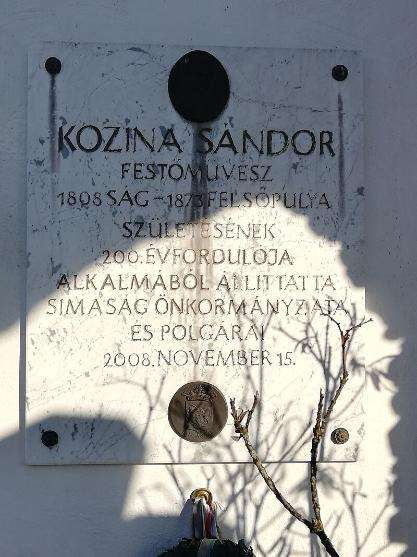 KOZINA SÁNDOR
FESTŐMŰVÉSZ
1808 SÁG-1873 FELSŐPULYA
SZÜLETÉSÉNEK
200. ÉVFORDULÓJA
ALKALMÁBÓL ÁLLÍTTATTA
SIMASÁG ÖNKORMÁNYZATA
ÉS POLGÁRAI
2008. NOVEMBER 15.